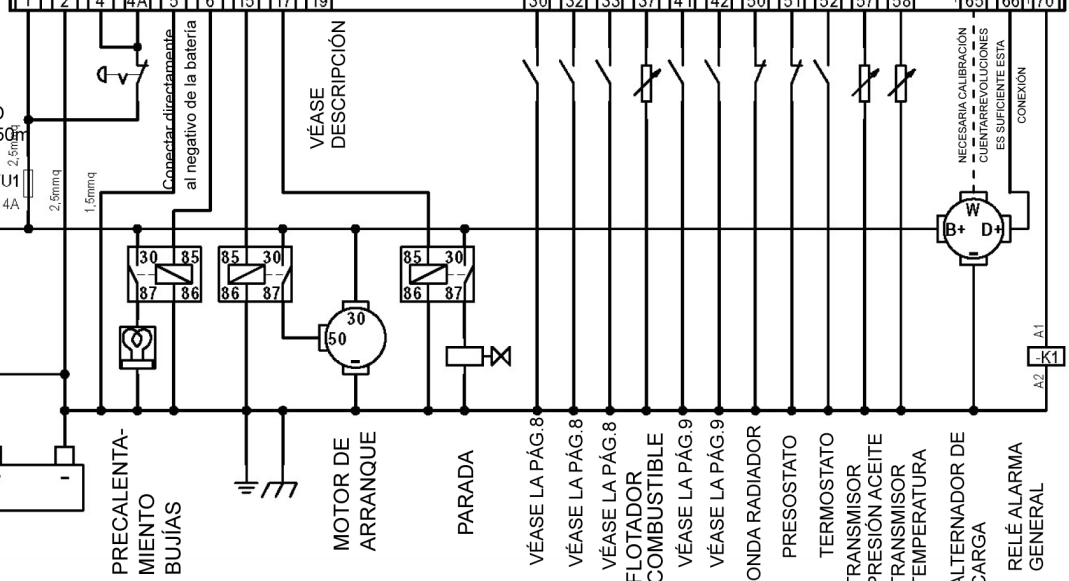 1 2 4 4A 5 6 15 17 19 30 32 33 37 41 42 50 51 52 57 58 65 66 70
Conectar directamente
al negativo de la batería
VÉASE
DESCRIPCIÓN
NECESARIA CALIBRACIÓN
CUENTARREVOLUCIONES
ES SUFICIENTE ESTA
CONEXIÓN
V
2,5mmq
U1
4A
2,5mmq
1,5mmq
W
B+ D+
-
30 85
87 86
85 30
86 87
85 30
86 87
30
50
-
A1
-K1
A2
-
PRECALENTA-
MIENTO
BUJÍAS
MOTOR DE
ARRANQUE
PARADA
VÉASE LA PÁG.8
VÉASE LA PÁG.8
VÉASE LA PÁG.8
FLOTADOR
COMBUSTIBLE
VÉASE LA PÁG.9
VÉASE LA PÁG.9
ONDA RADIADOR
PRESOSTATO
TERMOSTATO
TRANSMISOR
PRESIÓN ACEITE
TRANSMISOR
TEMPERATURA
ALTERNADOR DE
CARGA
RELÉ ALARMA
GENERAL